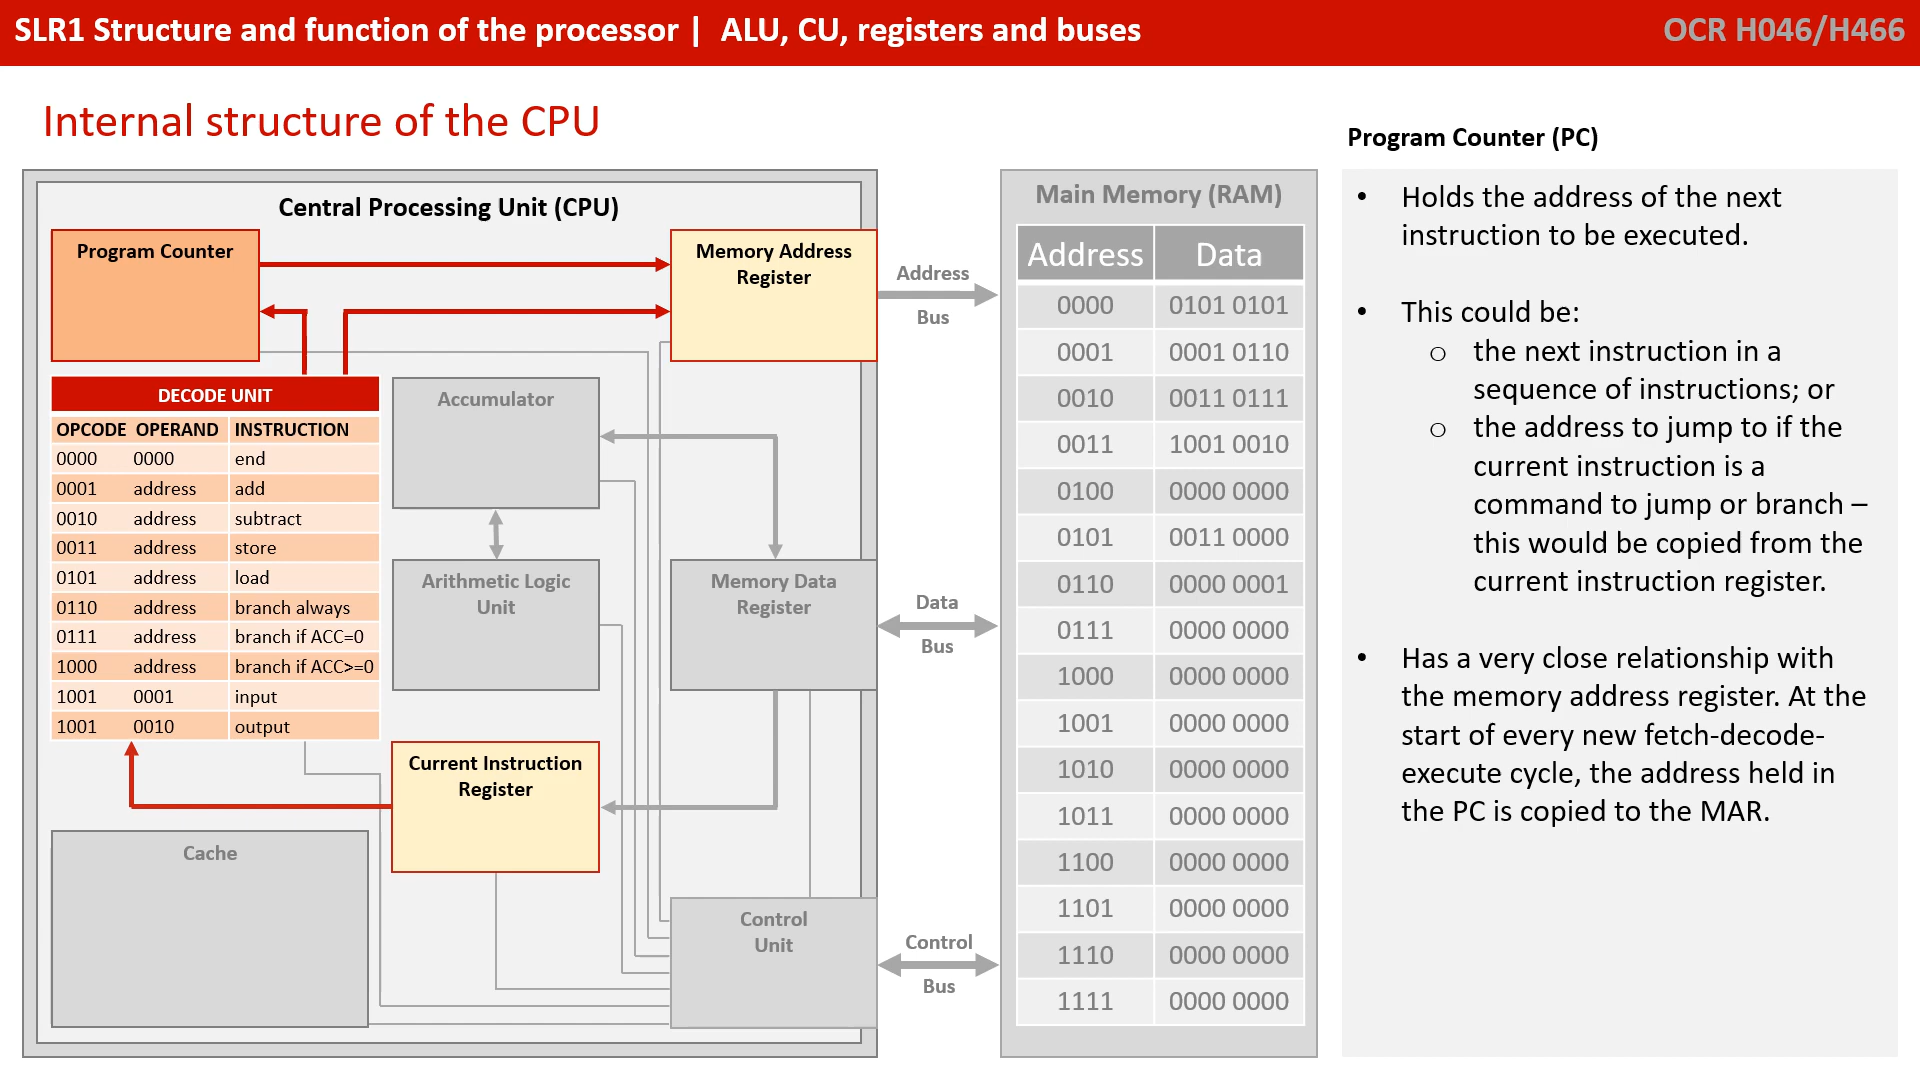 SLR1 Structure and function of the processor | ALU, CU, registers and buses
OCR H046/H466
Internal structure of the CPU
Central Processing Unit (CPU)
Program Counter
Memory Address
Register
DECODE UNIT
OPCODE OPERAND INSTRUCTION
0000 0000 end
0001 address add
0010 address subtract
0011 address store
0101 address load
0110 address branch always
0111 address branch if ACC=0
1000 address branch if ACC>=0
1001 0001 input
1001 0010 output
Accumulator
Arithmetic Logic
Unit
Memory Data
Register
Current Instruction
Register
Cache
Control
Unit
Address
Bus
Data
Bus
Control
Bus
Main Memory (RAM)
Address Data
0000 0101 0101
0001 0001 0110
0010 0011 0111
0011 1001 0010
0100 0000 0000
0101 0011 0000
0110 0000 0001
0111 0000 0000
1000 0000 0000
1001 0000 0000
1010 0000 0000
1011 0000 0000
1100 0000 0000
1101 0000 0000
1110 0000 0000
1111 0000 0000
Program Counter (PC)
• Holds the address of the next
instruction to be executed.
• This could be:
o the next instruction in a
sequence of instructions; or
o the address to jump to if the
current instruction is a
command to jump or branch –
this would be copied from the
current instruction register.
• Has a very close relationship with
the memory address register. At the
start of every new fetch-decode-
execute cycle, the address held in
the PC is copied to the MAR.